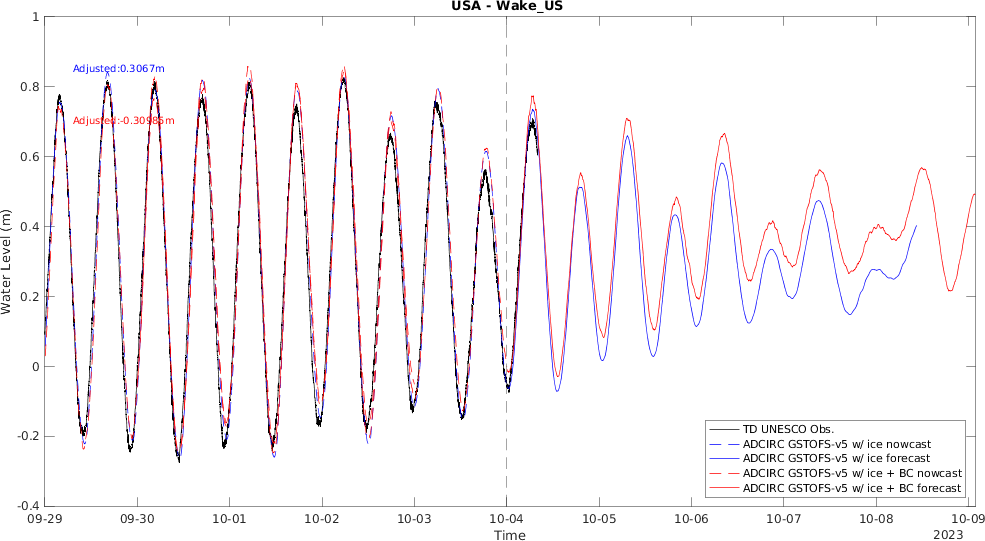 USA - Wake_US
1
0.8
0.6
0.4
0.2
0
-0.2
-0.4
Water Level (m)
Adjusted:0.3067m
Adjusted:-0.30985m
TD UNESCO Obs.
ADCIRC GSTOFS-v5 w/ ice nowcast
ADCIRC GSTOFS-v5 w/ ice forecast
ADCIRC GSTOFS-v5 w/ ice + BC nowcast
ADCIRC GSTOFS-v5 w/ ice + BC forecast
09-29 09-30 10-01 10-02 10-03 10-04 10-05 10-06 10-07 10-08 10-09
Time
2023